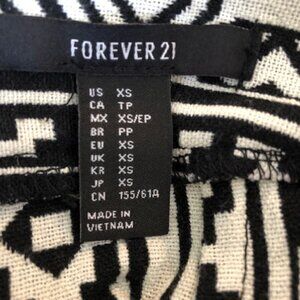 FOREVER 21
US XS
CA TP
MX XS/EP
BR PP
EU XS
UK XS
KR XS
JP XS
CN 155/61A
MADE IN
VIETNAM